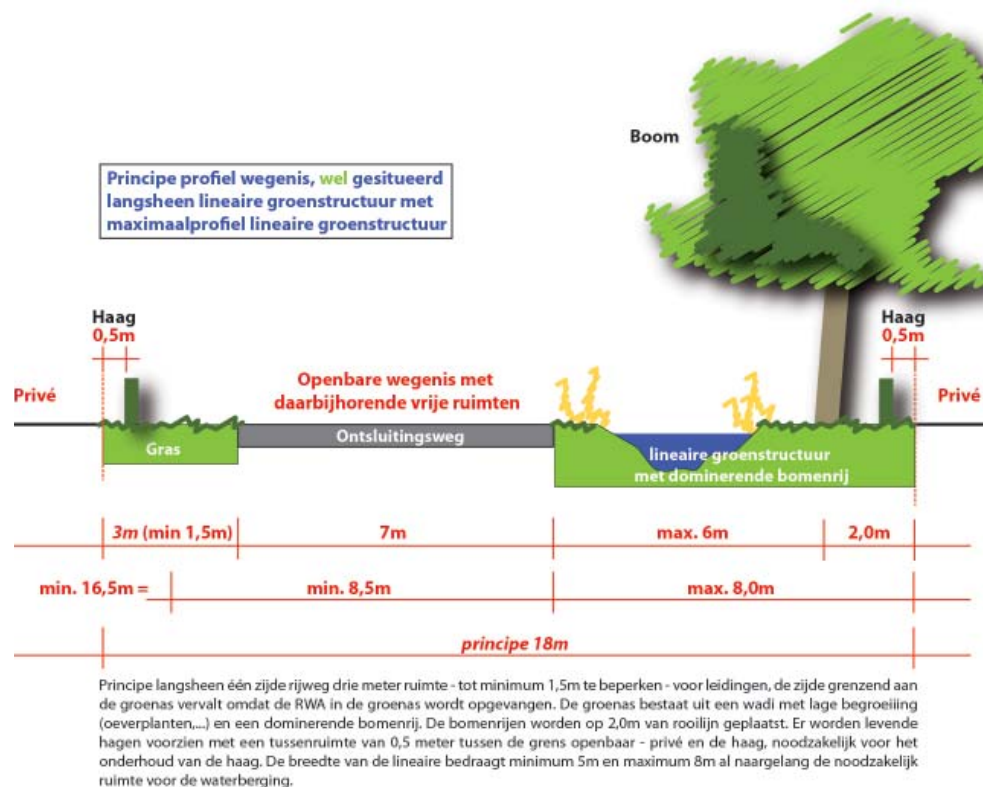 Boom
Principe profiel wegenis, wel gesitueerd
langsheen lineaire groenstructuur met
maximaalprofiel lineaire groenstructuur
Haag
0,5m
Haag
0,5m
Privé
Openbare wegenis met
daarbijhorende vrije ruimten
Privé
Ontsluitingsweg
Gras
lineaire groenstructuur
met dominerende bomenrij
3m (min 1,5m)
7m
max. 6m
2,0m
min. 16,5m =
min. 8,5m
max. 8,0m
principe 18m
Principe langsheen één zijde rijweg drie meter ruimte - tot minimum 1,5m te beperken - voor leidingen, de zijde grenzend aan
de groenas vervalt omdat de RWA in de groenas wordt opgevangen. De groenas bestaat uit een wadi met lage begroeiing
(oeverplanten,...) en een dominerende bomenrij. De bomenrijen worden op 2,0m van rooilijn geplaatst. Er worden levende
hagen voorzien met een tussenruimte van 0,5 meter tussen de grens openbaar - privé en de haag, noodzakelijk voor het
onderhoud van de haag. De breedte van de lineaire bedraagt minimum 5m en maximum 8m al naargelang de noodzakelijk
ruimte voor de waterberging.